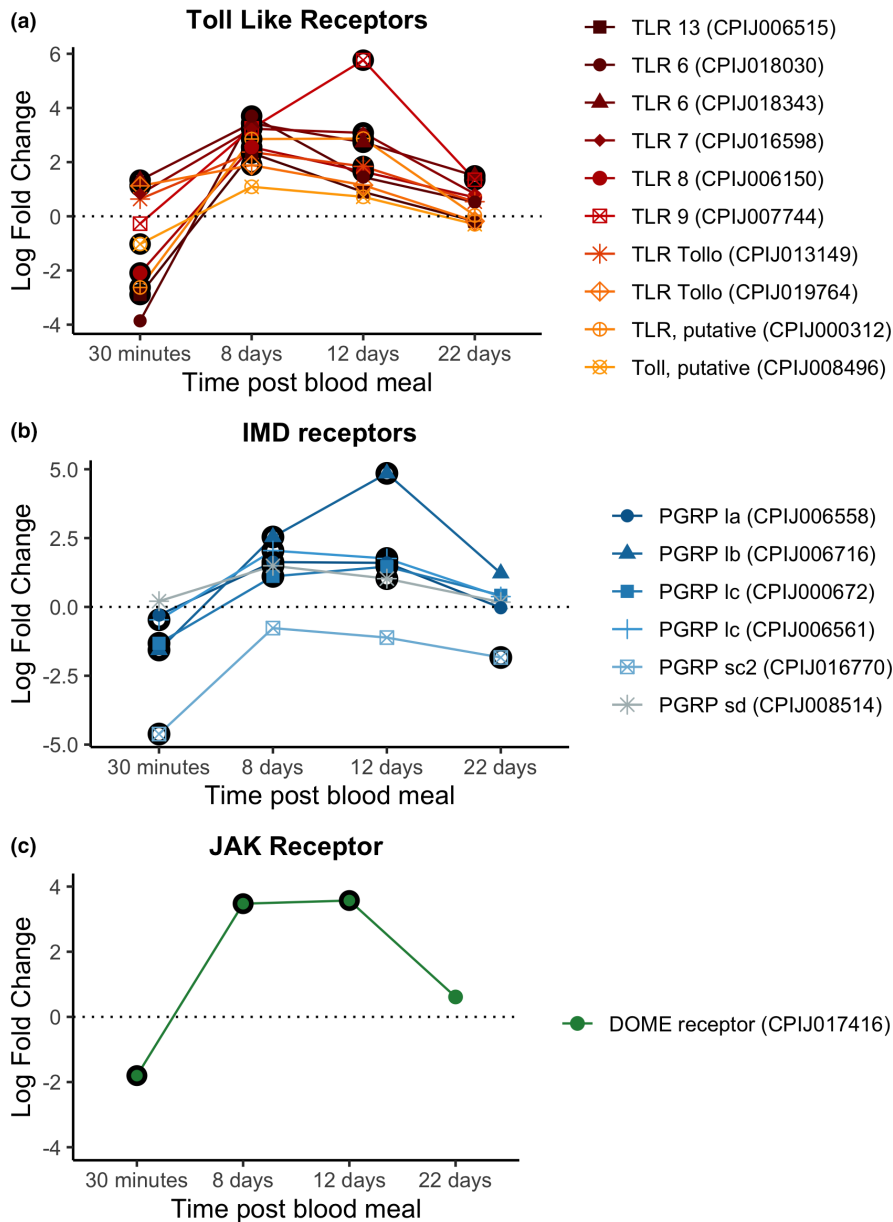 (a)
Toll Like Receptors
Log Fold Change
6
4
2
0
-2
-4
30 minutes 8 days 12 days 22 days
Time post blood meal
TLR 13 (CPIJ006515)
TLR 6 (CPIJ018030)
TLR 6 (CPIJ018343)
TLR 7 (CPIJ016598)
TLR 8 (CPIJ006150)
TLR 9 (CPIJ007744)
TLR Tollo (CPIJ013149)
TLR Tollo (CPIJ019764)
TLR, putative (CPIJ000312)
Toll, putative (CPIJ008496)
(b)
IMD receptors
Log Fold Change
5.0
2.5
0.0
-2.5
-5.0
30 minutes 8 days 12 days 22 days
Time post blood meal
PGRP la (CPIJ006558)
PGRP lb (CPIJ006716)
PGRP lc (CPIJ000672)
PGRP lc (CPIJ006561)
PGRP sc2 (CPIJ016770)
PGRP sd (CPIJ008514)
(c)
JAK Receptor
Log Fold Change
4
2
0
-2
-4
30 minutes 8 days 12 days 22 days
Time post blood meal
DOME receptor (CPIJ017416)